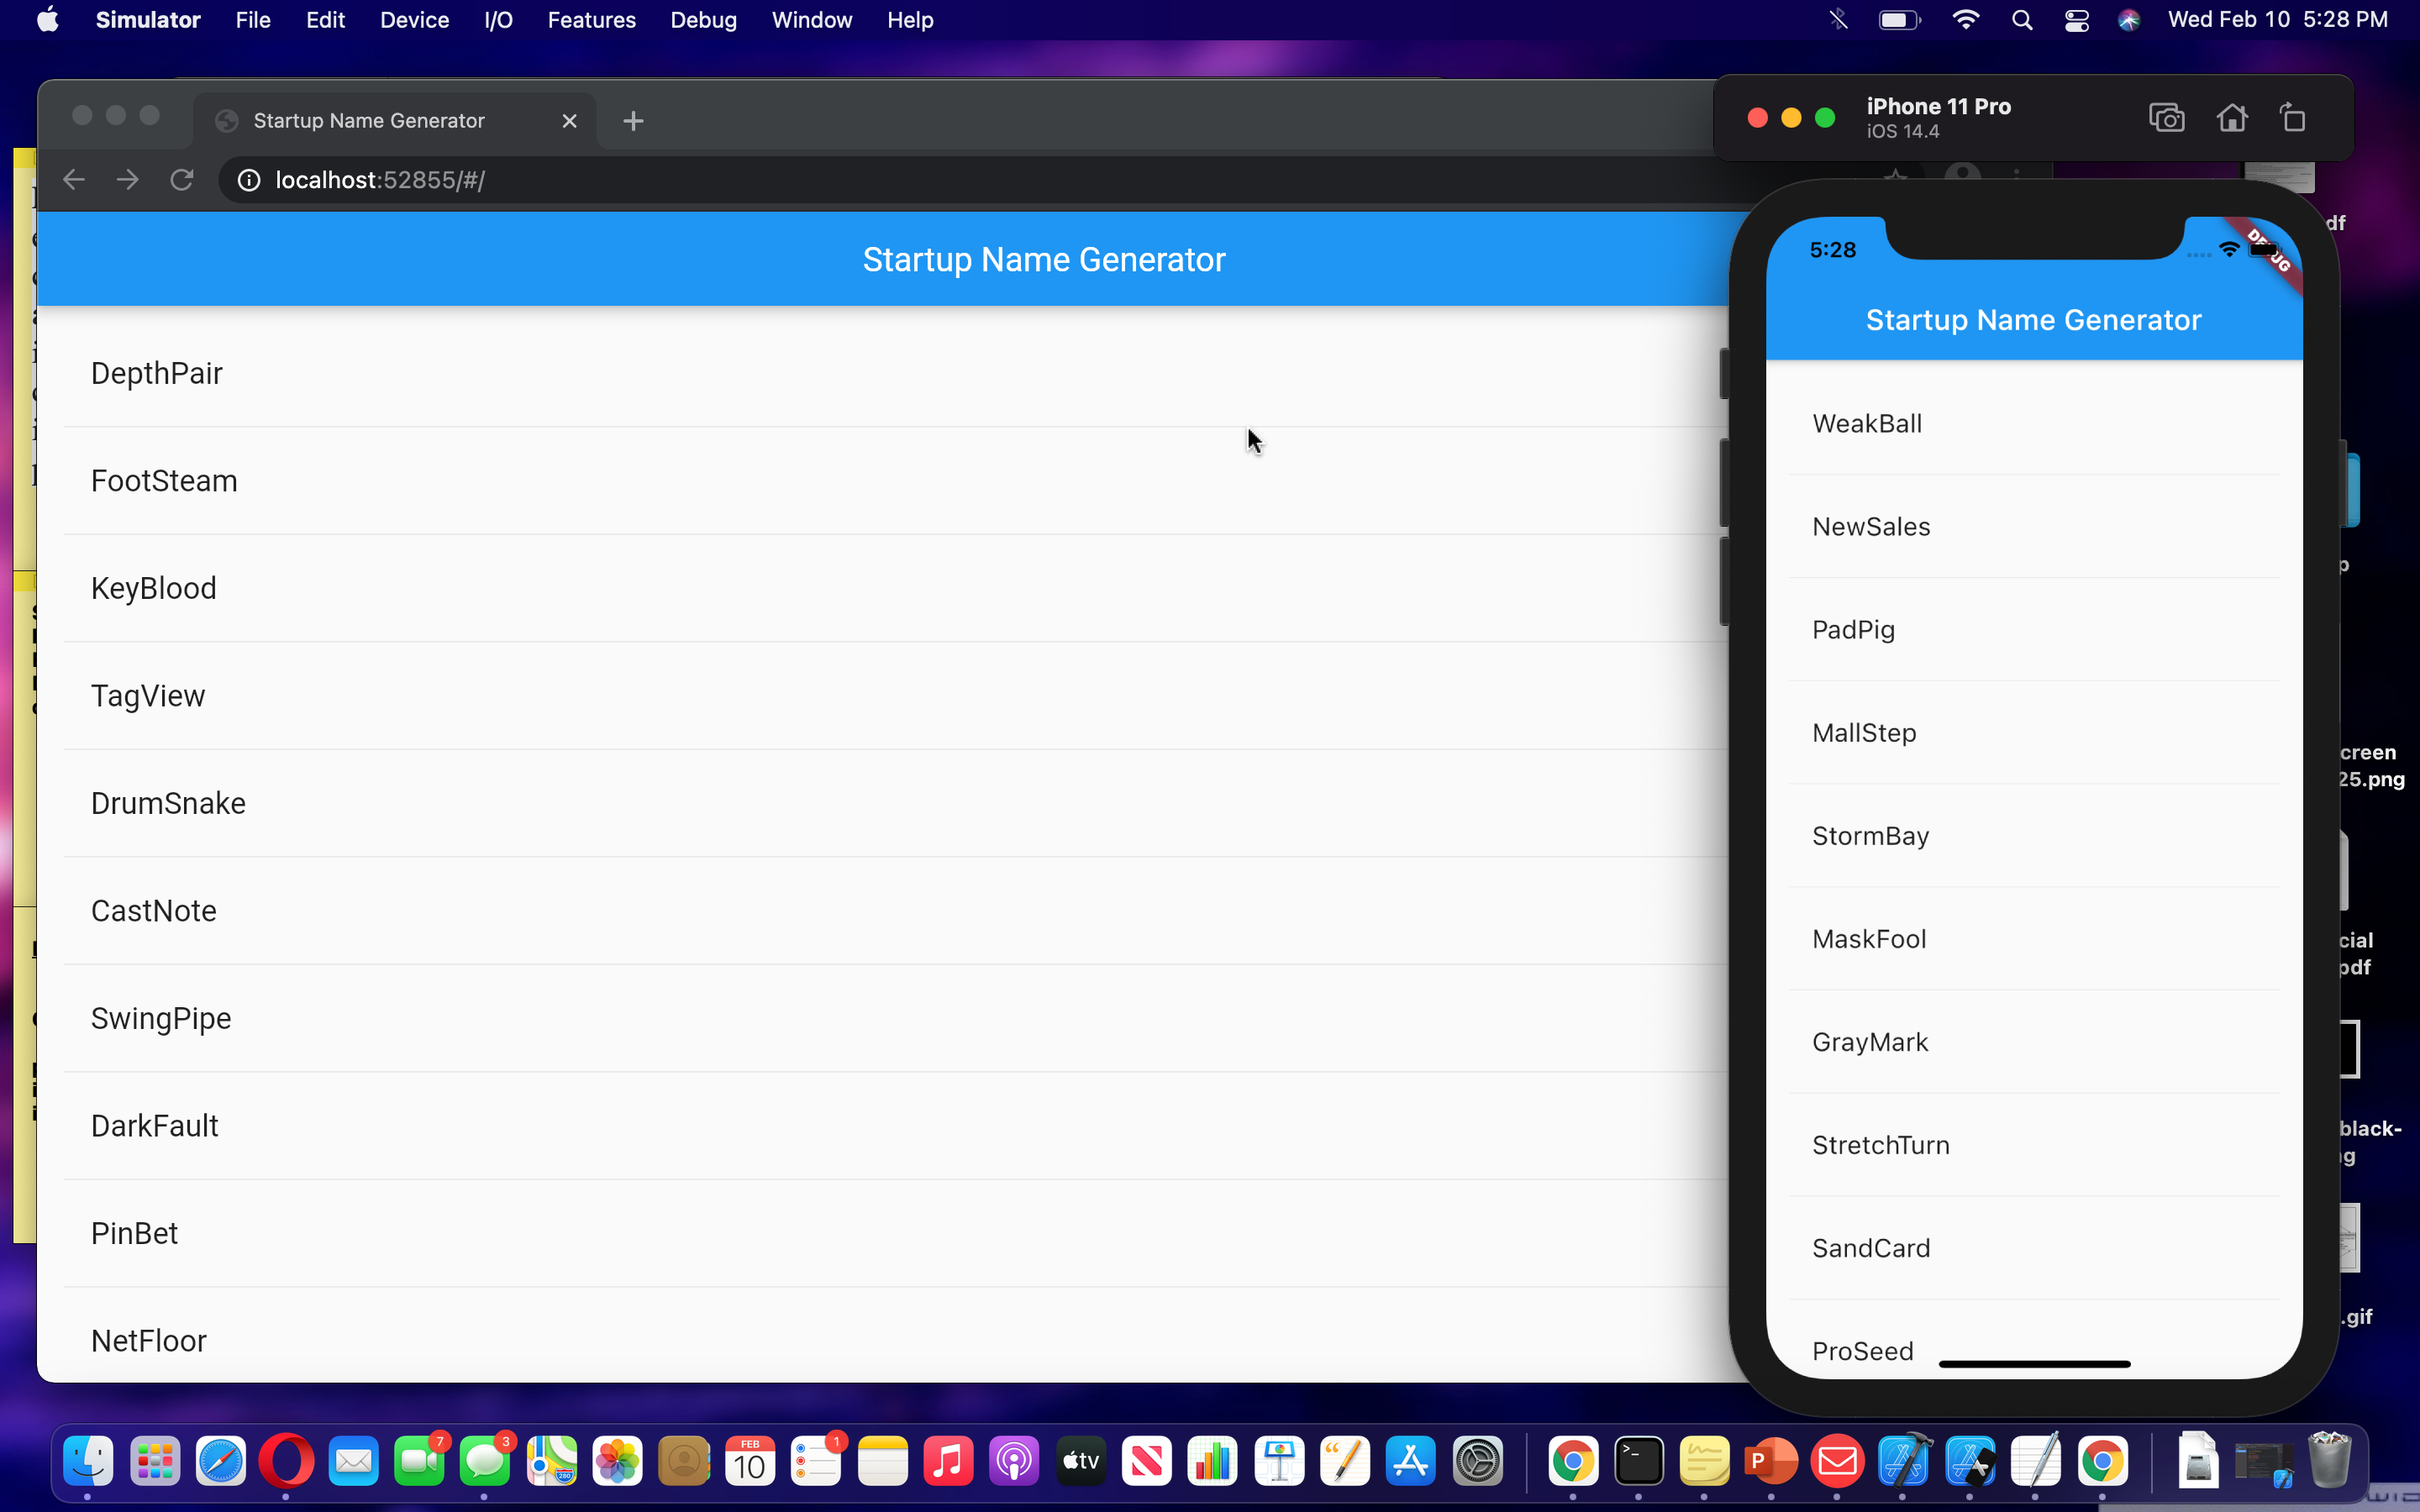 Simulator File Edit Device I/O Features Debug Window Help Wed Feb 10 5:28 PM
Startup Name Generator
localhost:52855/#/
Startup Name Generator
DepthPair
FootSteam
KeyBlood
TagView
DrumSnake
CastNote
SwingPipe
DarkFault
PinBet
NetFloor
iPhone 11 Pro
iOS 14.4
5:28
DEBUG
Startup Name Generator
WeakBall
NewSales
PadPig
MallStep
StormBay
MaskFool
GrayMark
StretchTurn
SandCard
ProSeed
df
p
creen
25.png
cial
pdf
black-
g
.gif
7
3
FEB
10
1
tv
280
P